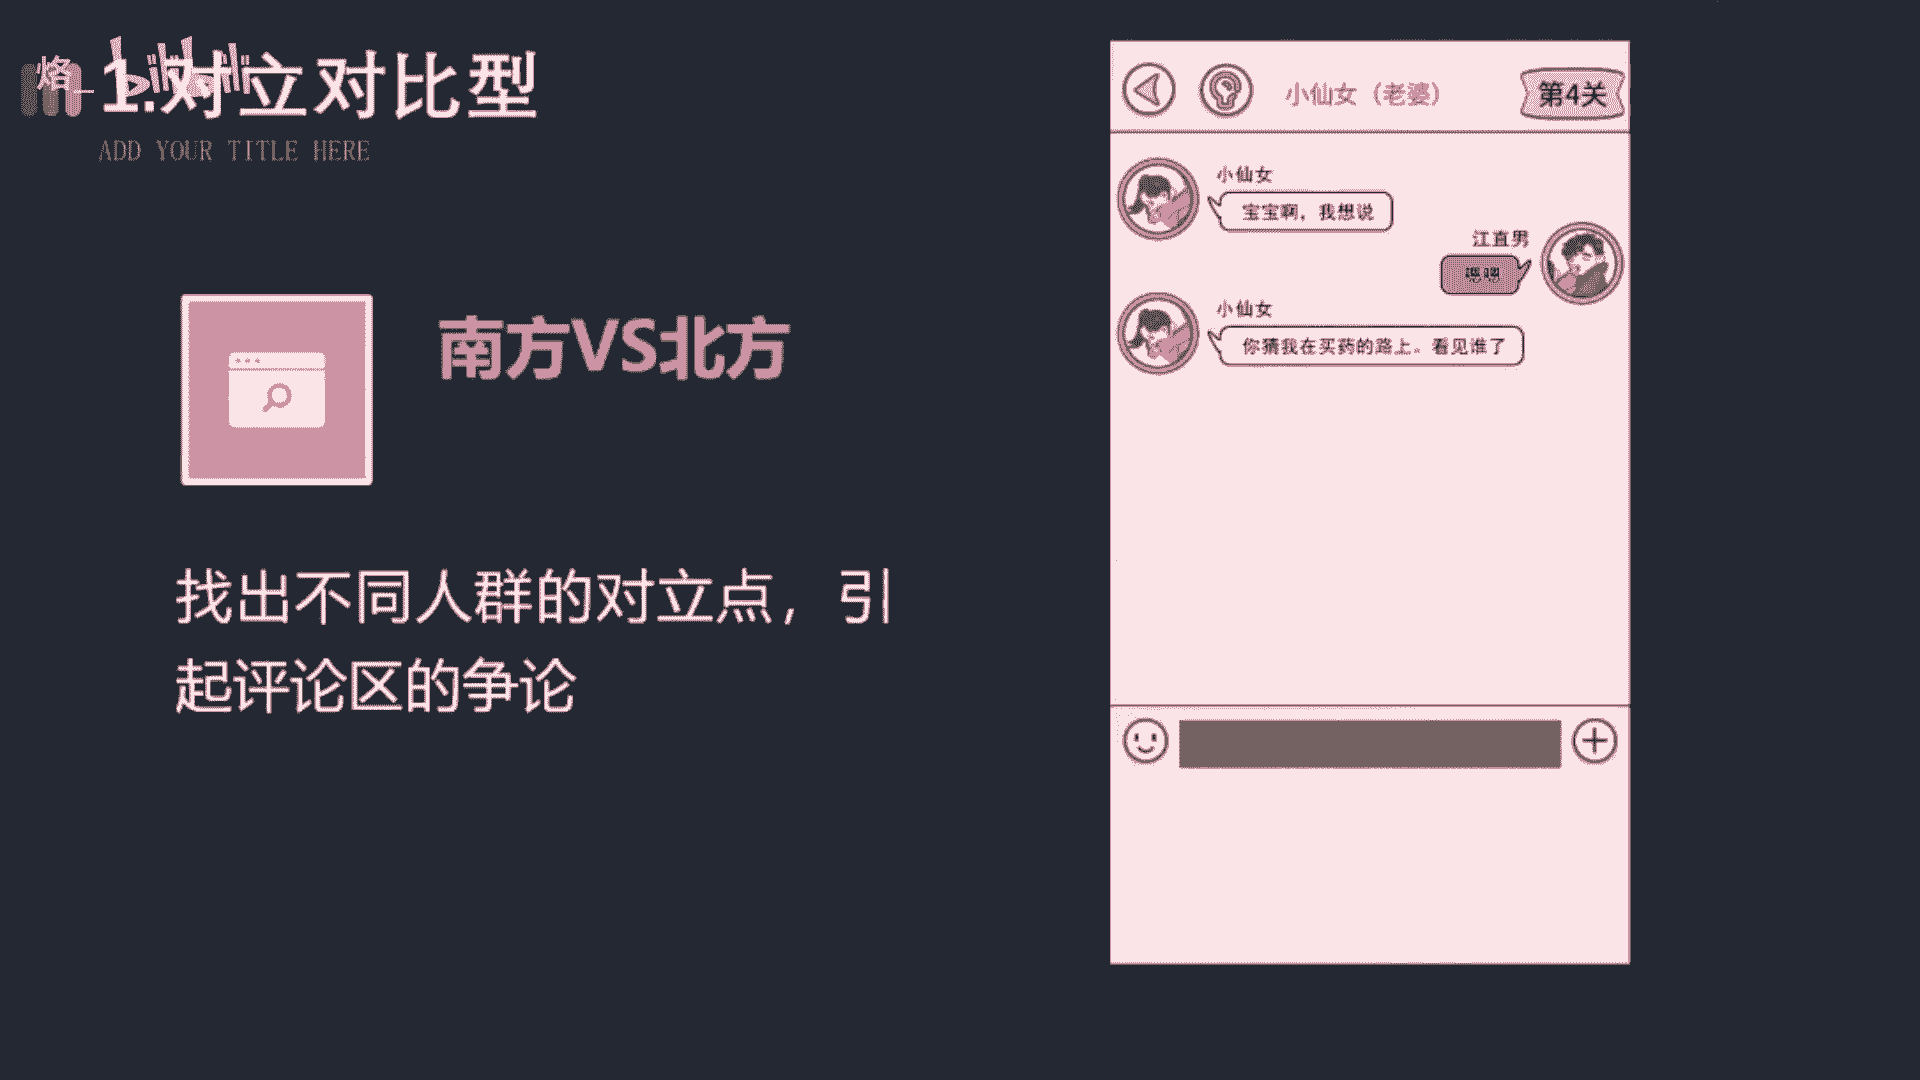 1.对立对比型
ADD YOUR TITLE HERE
南方VS北方
找出不同人群的对立点，引
起评论区的争论
小仙女（老婆）
第4关
小仙女
宝宝啊，我想说
江直男
嗯嗯
小仙女
你猜我在买药的路上。看见谁了